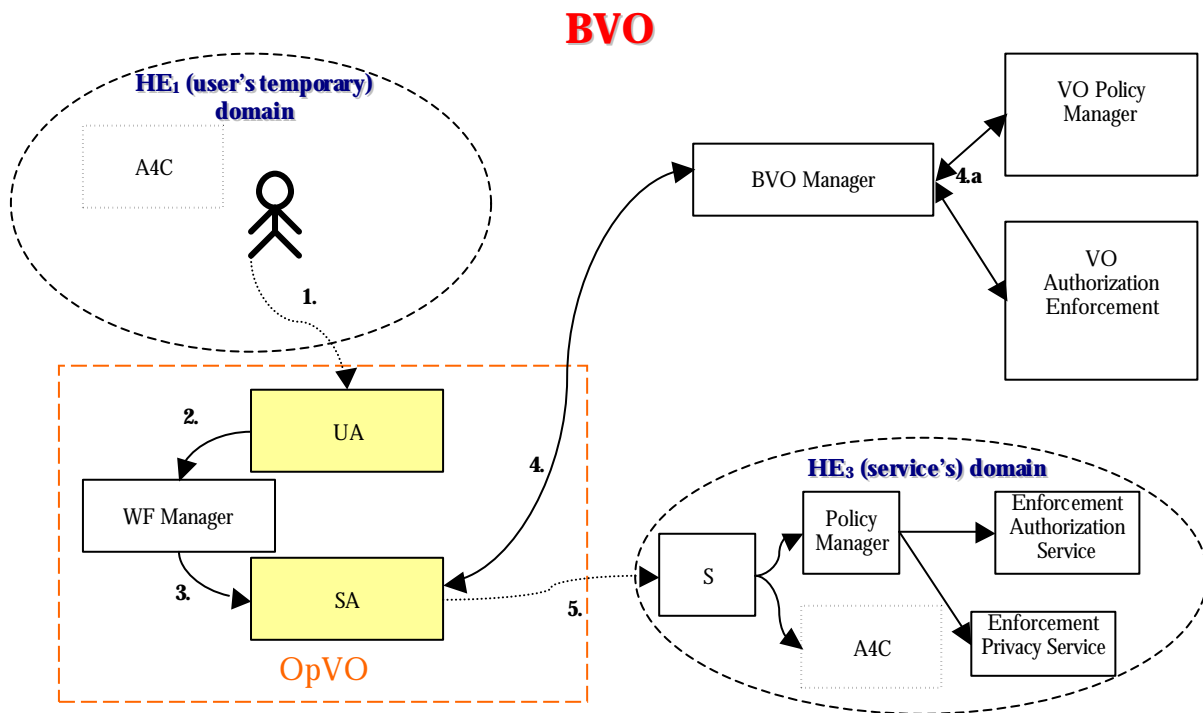 BVO
HE₁ (user's temporary)
domain
A4C
1.
VO Policy
Manager
BVO Manager
4.a
VO
Authorization
Enforcement
2.
UA
4.
WF Manager
3.
SA
5.
OpVO
HE₃ (service's) domain
S
Policy
Manager
Enforcement
Authorization
Service
A4C
Enforcement
Privacy Service